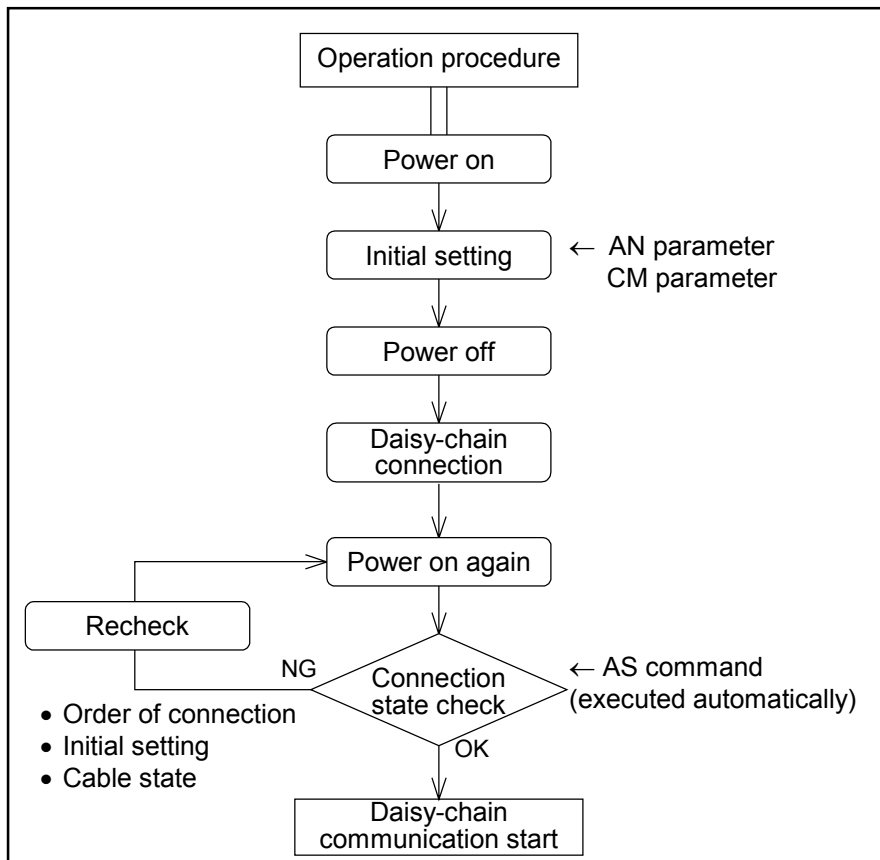 Operation procedure
Power on
Initial setting
← AN parameter
CM parameter
Power off
Daisy-chain
connection
Power on again
Recheck
NG
Connection
state check
← AS command
(executed automatically)
• Order of connection
• Initial setting
• Cable state
OK
Daisy-chain
communication start